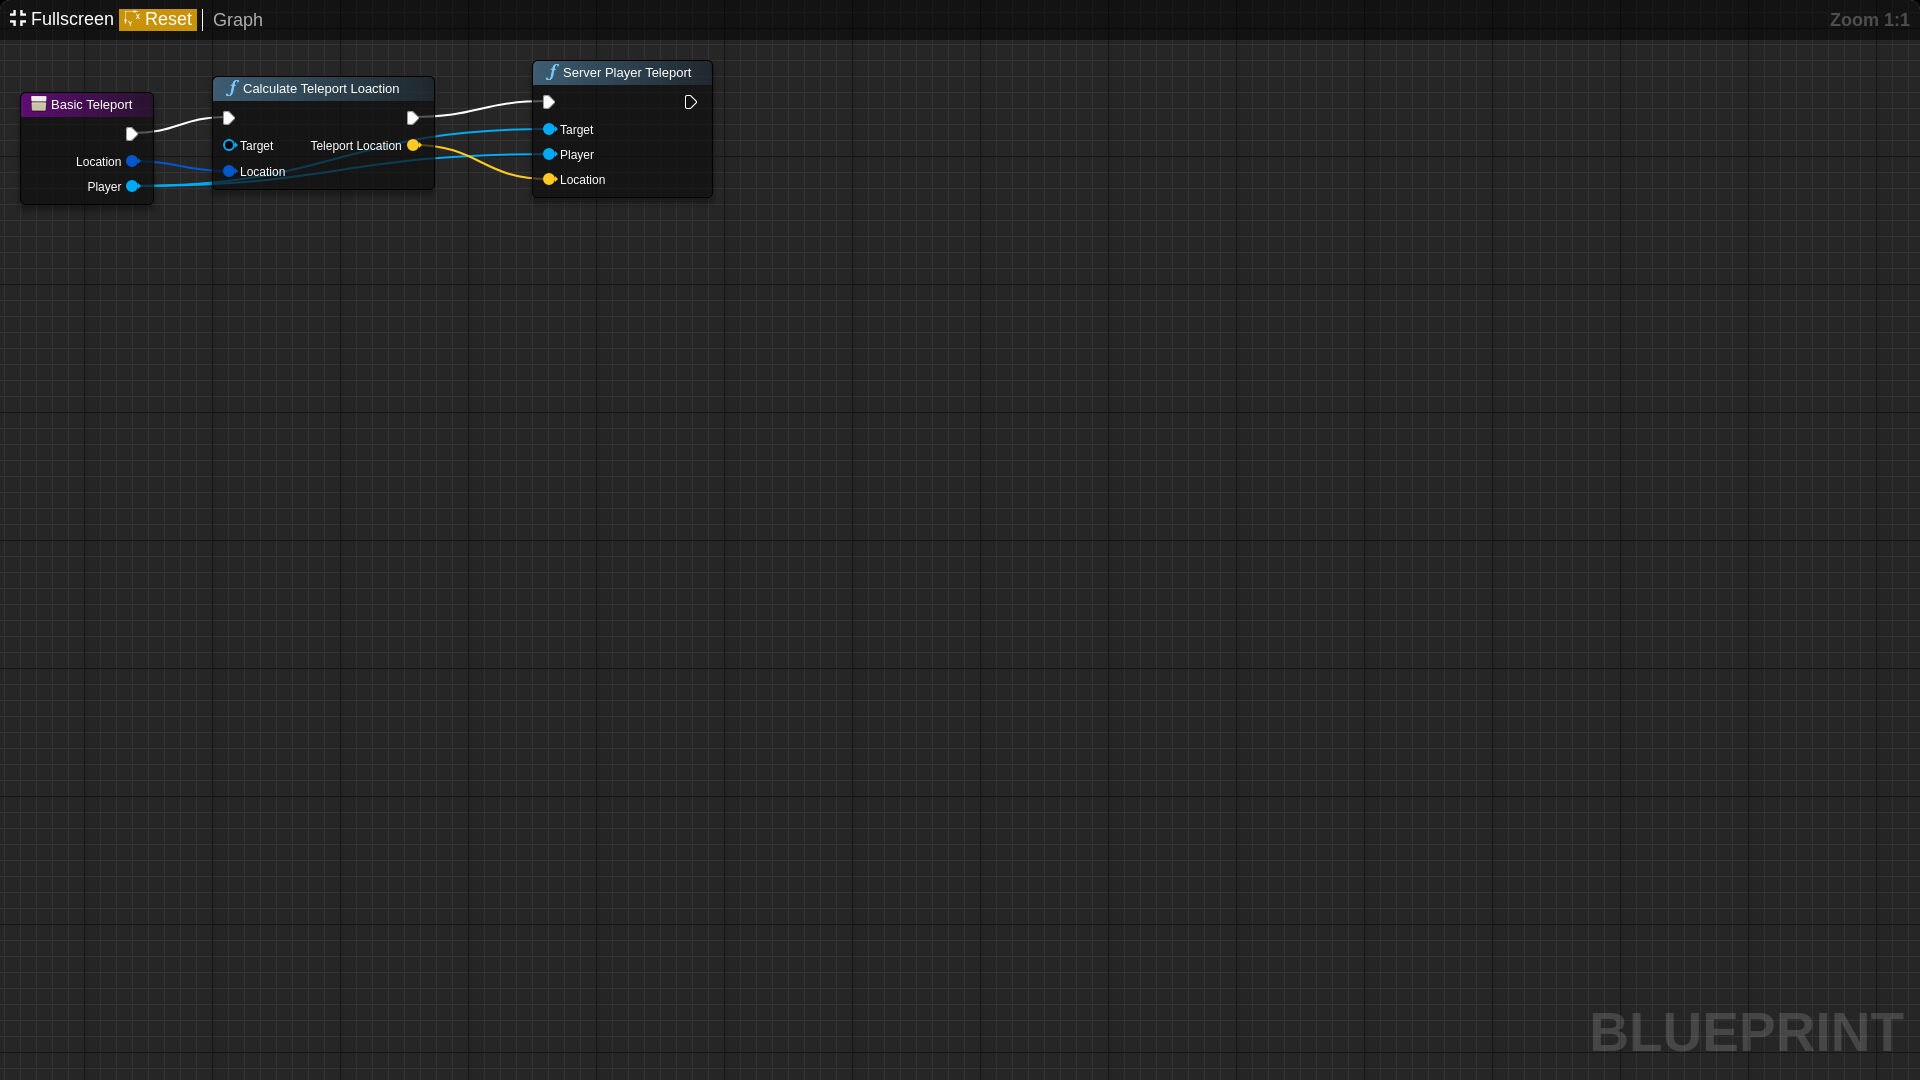 Fullscreen Reset Graph Zoom 1:1
Basic Teleport
Location
Player
Calculate Teleport Loaction
Target Teleport Location
Location
Server Player Teleport
Target
Player
Location
BLUEPRINT